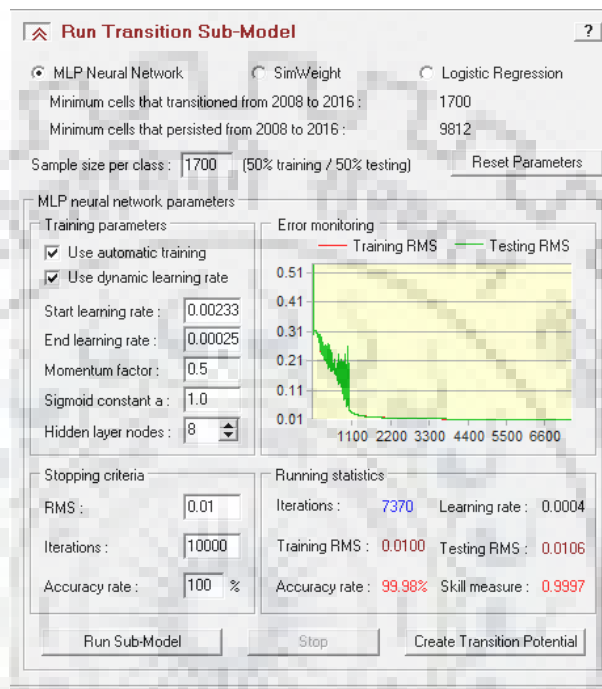 Run Transition Sub-Model ?
MLP Neural Network SimWeight Logistic Regression
Minimum cells that transitioned from 2008 to 2016 : 1700
Minimum cells that persisted from 2008 to 2016 : 9812
Sample size per class : 1700 (50% training / 50% testing) Reset Parameters
MLP neural network parameters
Training parameters
Use automatic training
Use dynamic learning rate
Start learning rate : 0.00233
End learning rate : 0.00025
Momentum factor : 0.5
Sigmoid constant a : 1.0
Hidden layer nodes : 8
Error monitoring
Training RMS Testing RMS
0.51
0.41
0.31
0.21
0.11
0.01
1100 2200 3300 4400 5500 6600
Stopping criteria
RMS : 0.01
Iterations : 10000
Accuracy rate : 100 %
Running statistics
Iterations : 7370 Learning rate : 0.0004
Training RMS : 0.0100 Testing RMS : 0.0106
Accuracy rate : 99.98% Skill measure : 0.9997
Run Sub-Model Stop Create Transition Potential